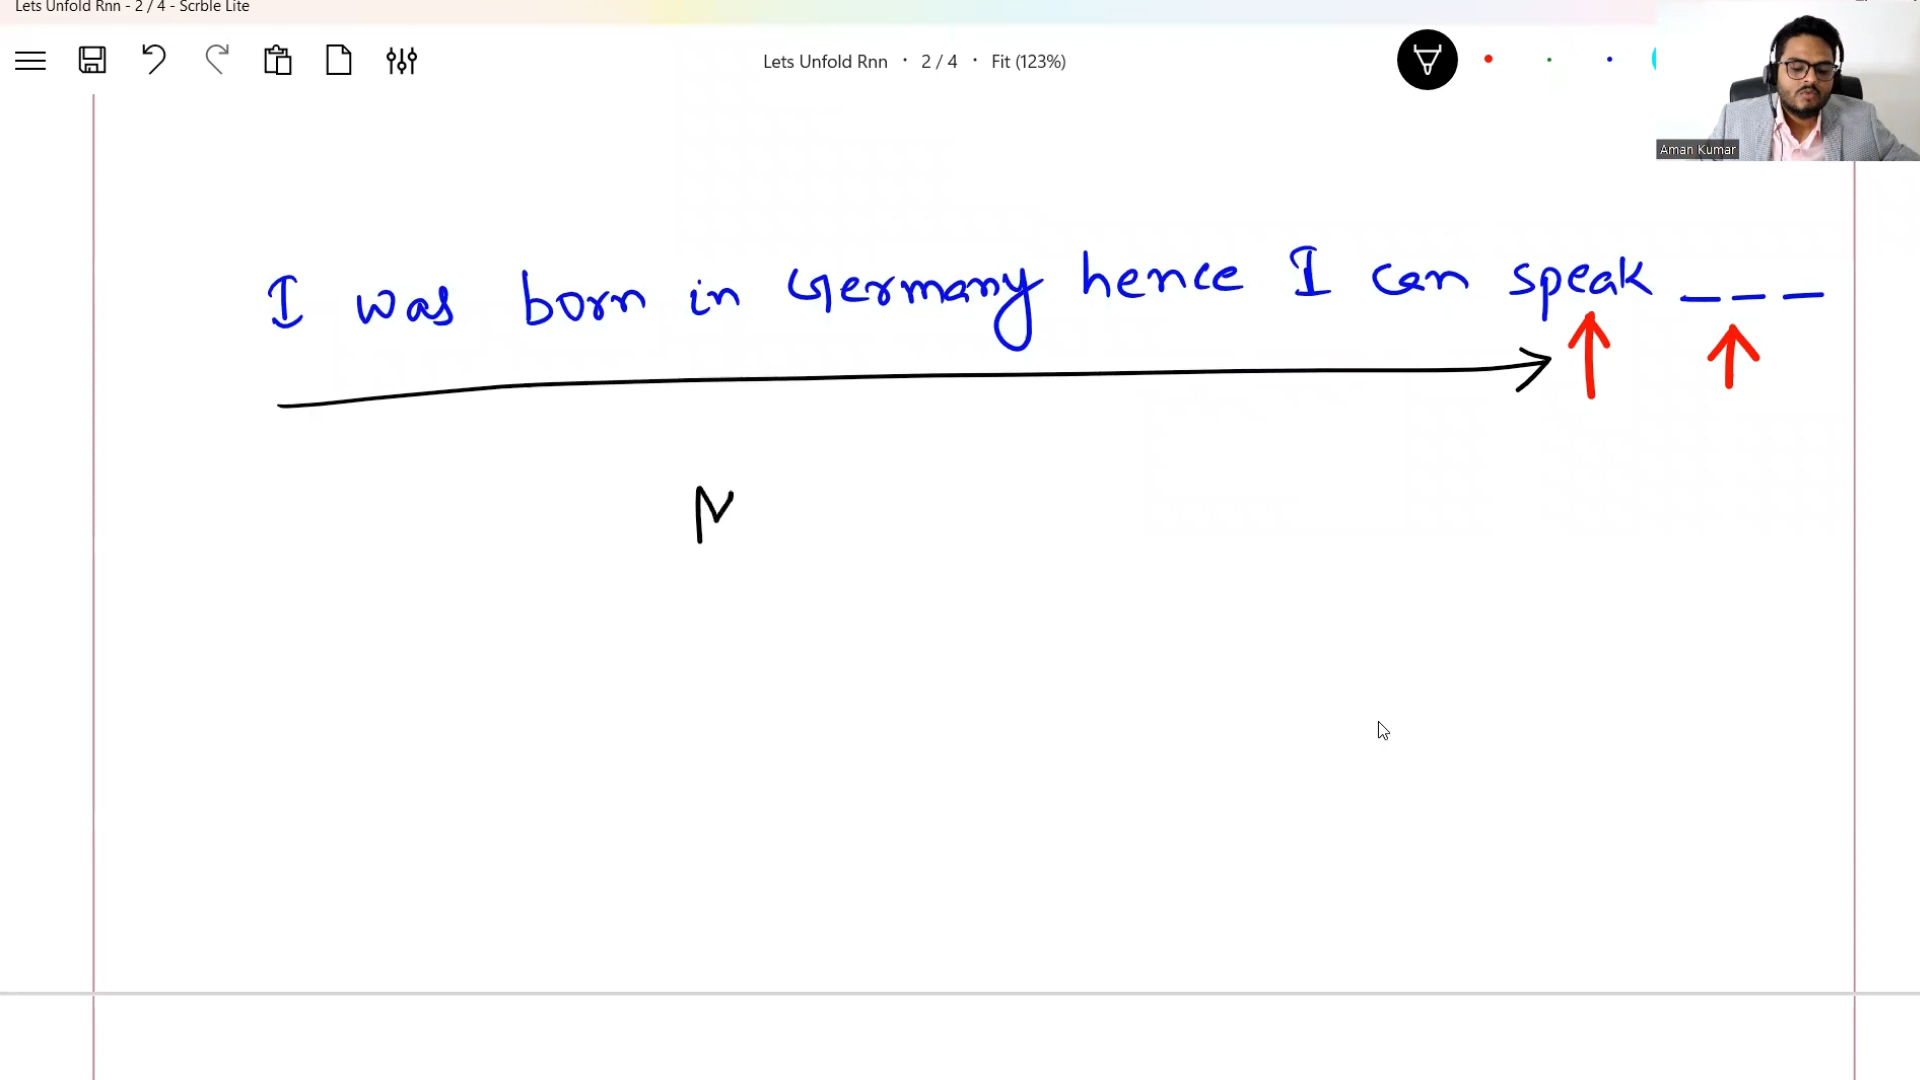 Lets Unfold Rnn - 2 / 4 - Scrble Lite
Lets Unfold Rnn • 2 / 4 • Fit (123%)
Aman Kumar
I was born in Germany hence I can speak _ _ _